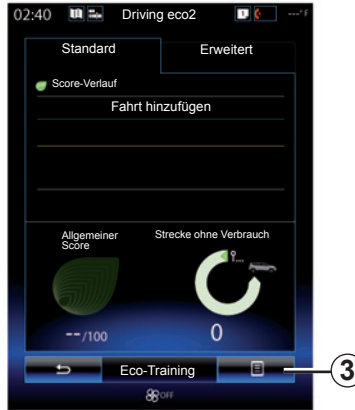 02:40 Driving eco2 1 ---°F
Standard Erweitert
Score-Verlauf
Fahrt hinzufügen
Allgemeiner
Score
Strecke ohne Verbrauch
--/100 0
Eco-Training
3
OFF